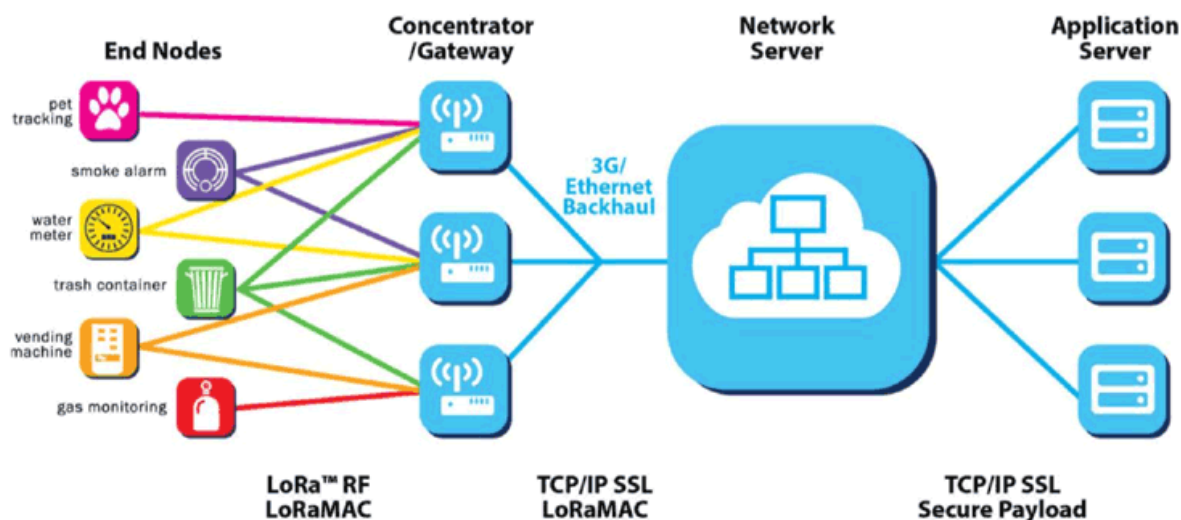 End Nodes
Concentrator
/Gateway
Network
Server
Application
Server
pet
tracking
smoke alarm
water
meter
trash container
vending
machine
gas monitoring
3G/
Ethernet
Backhaul
LoRa™ RF
LoRaMAC
TCP/IP SSL
LoRaMAC
TCP/IP SSL
Secure Payload